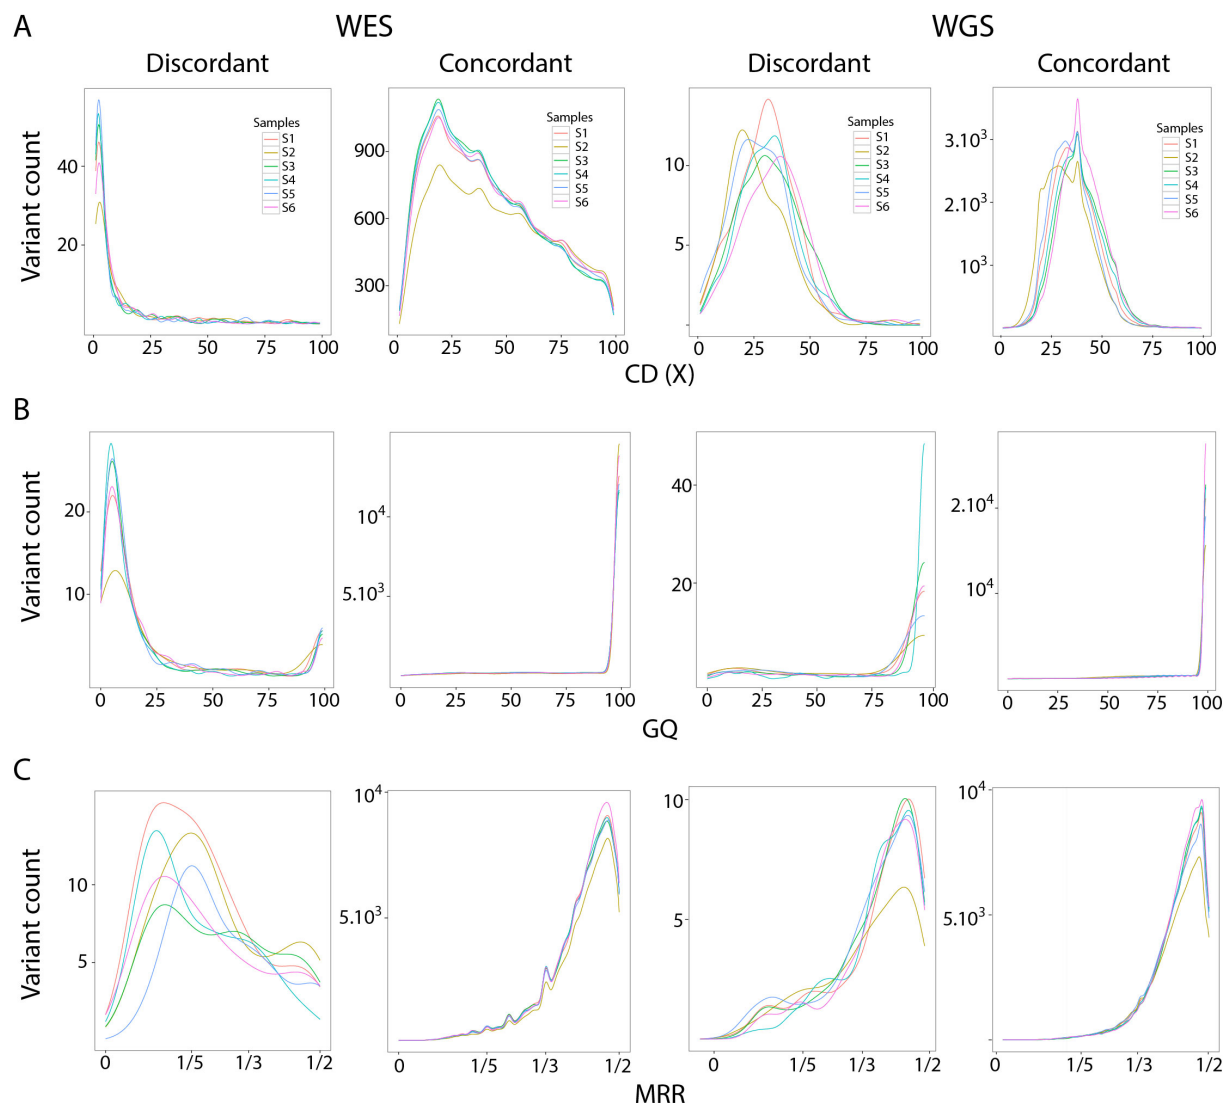 A
WES
WGS
Discordant
Concordant
Discordant
Concordant
Variant count
40
20
Samples
S1
S2
S3
S4
S5
S6
0 25 50 75 100
900
600
300
Samples
S1
S2
S3
S4
S5
S6
0 25 50 75 100
10
5
Samples
S1
S2
S3
S4
S5
S6
0 25 50 75 100
3.10³
2.10³
10³
Samples
S1
S2
S3
S4
S5
S6
0 25 50 75 100
CD (X)
B
Variant count
20
10
0 25 50 75 100
10⁴
5.10³
0 25 50 75 100
40
20
0 25 50 75 100
2.10⁴
10⁴
0 25 50 75 100
GQ
C
Variant count
10
5
0 1/5 1/3 1/2
10⁴
5.10³
0 1/5 1/3 1/2
10
5
0 1/5 1/3 1/2
10⁴
5.10³
0 1/5 1/3 1/2
MRR